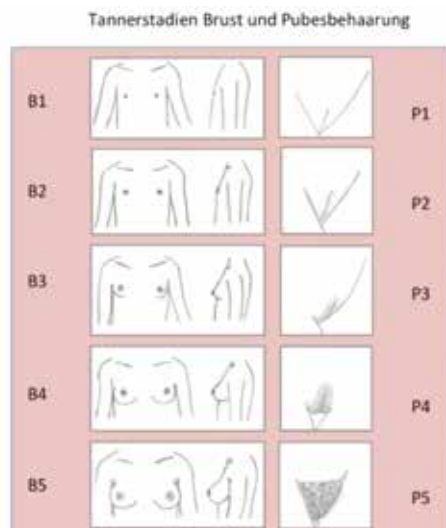 Tannerstadien Brust und Pubesbehaarung
B1 P1
B2 P2
B3 P3
B4 P4
B5 P5